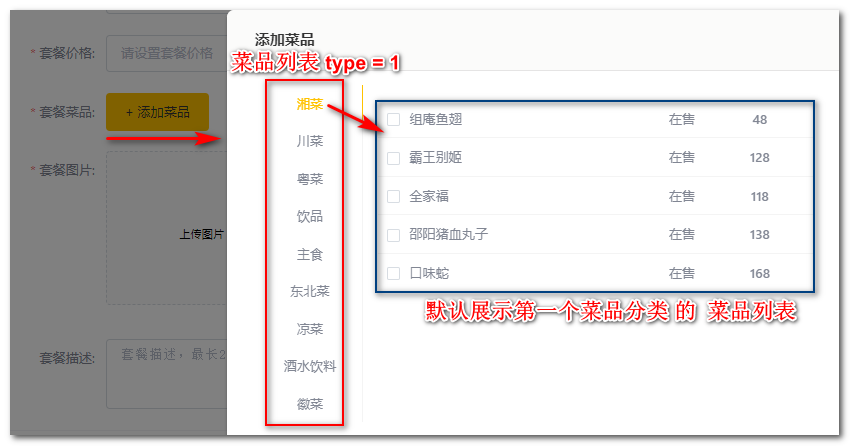 添加菜品
菜品列表 type = 1
* 套餐价格:
请设置套餐价格
* 套餐菜品:
+ 添加菜品
* 套餐图片:
上传图片
套餐描述:
套餐描述，最长2
湘菜
川菜
粤菜
饮品
主食
东北菜
凉菜
酒水饮料
徽菜
组庵鱼翅 在售 48
霸王别姬 在售 128
全家福 在售 118
邵阳猪血丸子 在售 138
口味蛇 在售 168
默认展示第一个菜品分类 的 菜品列表